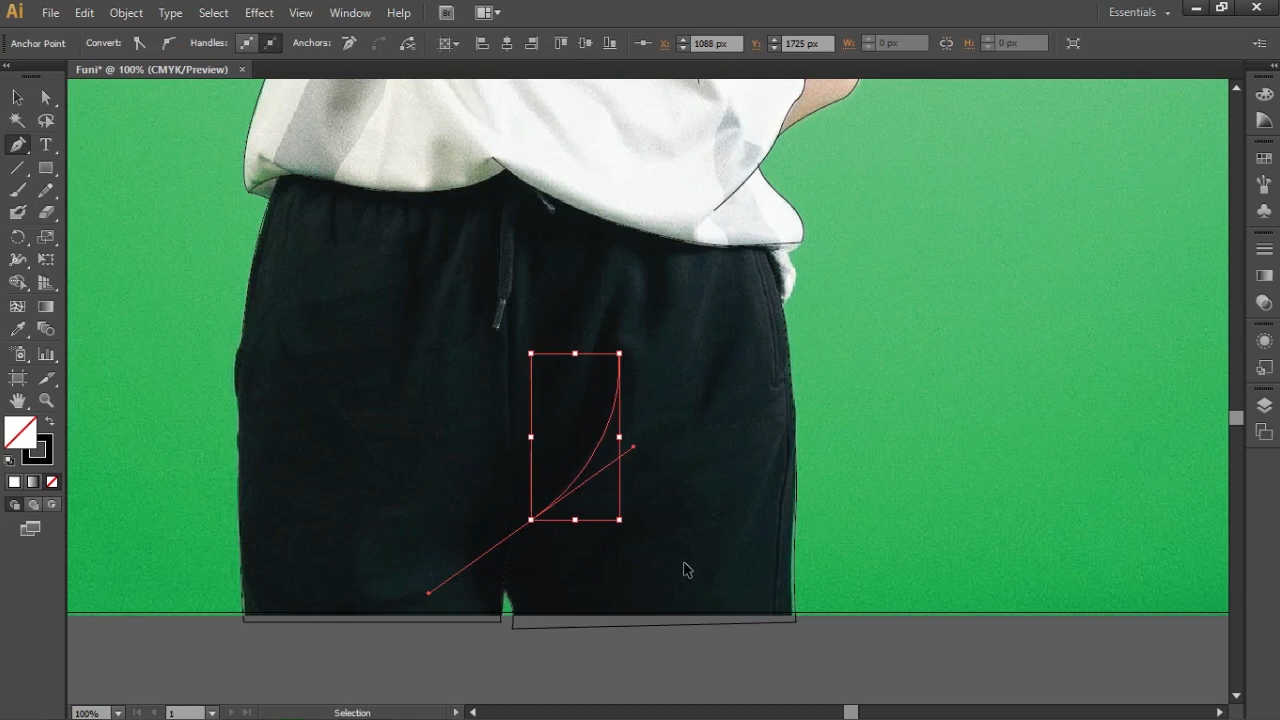 Ai File Edit Object Type Select Effect View Window Help Br Essentials
Anchor Point Convert: Handles: Anchors: X: 1088 px Y: 1725 px W: 0 px H: 0 px
Funi* @ 100% (CMYK/Preview) ×
T
100% 1 Selection